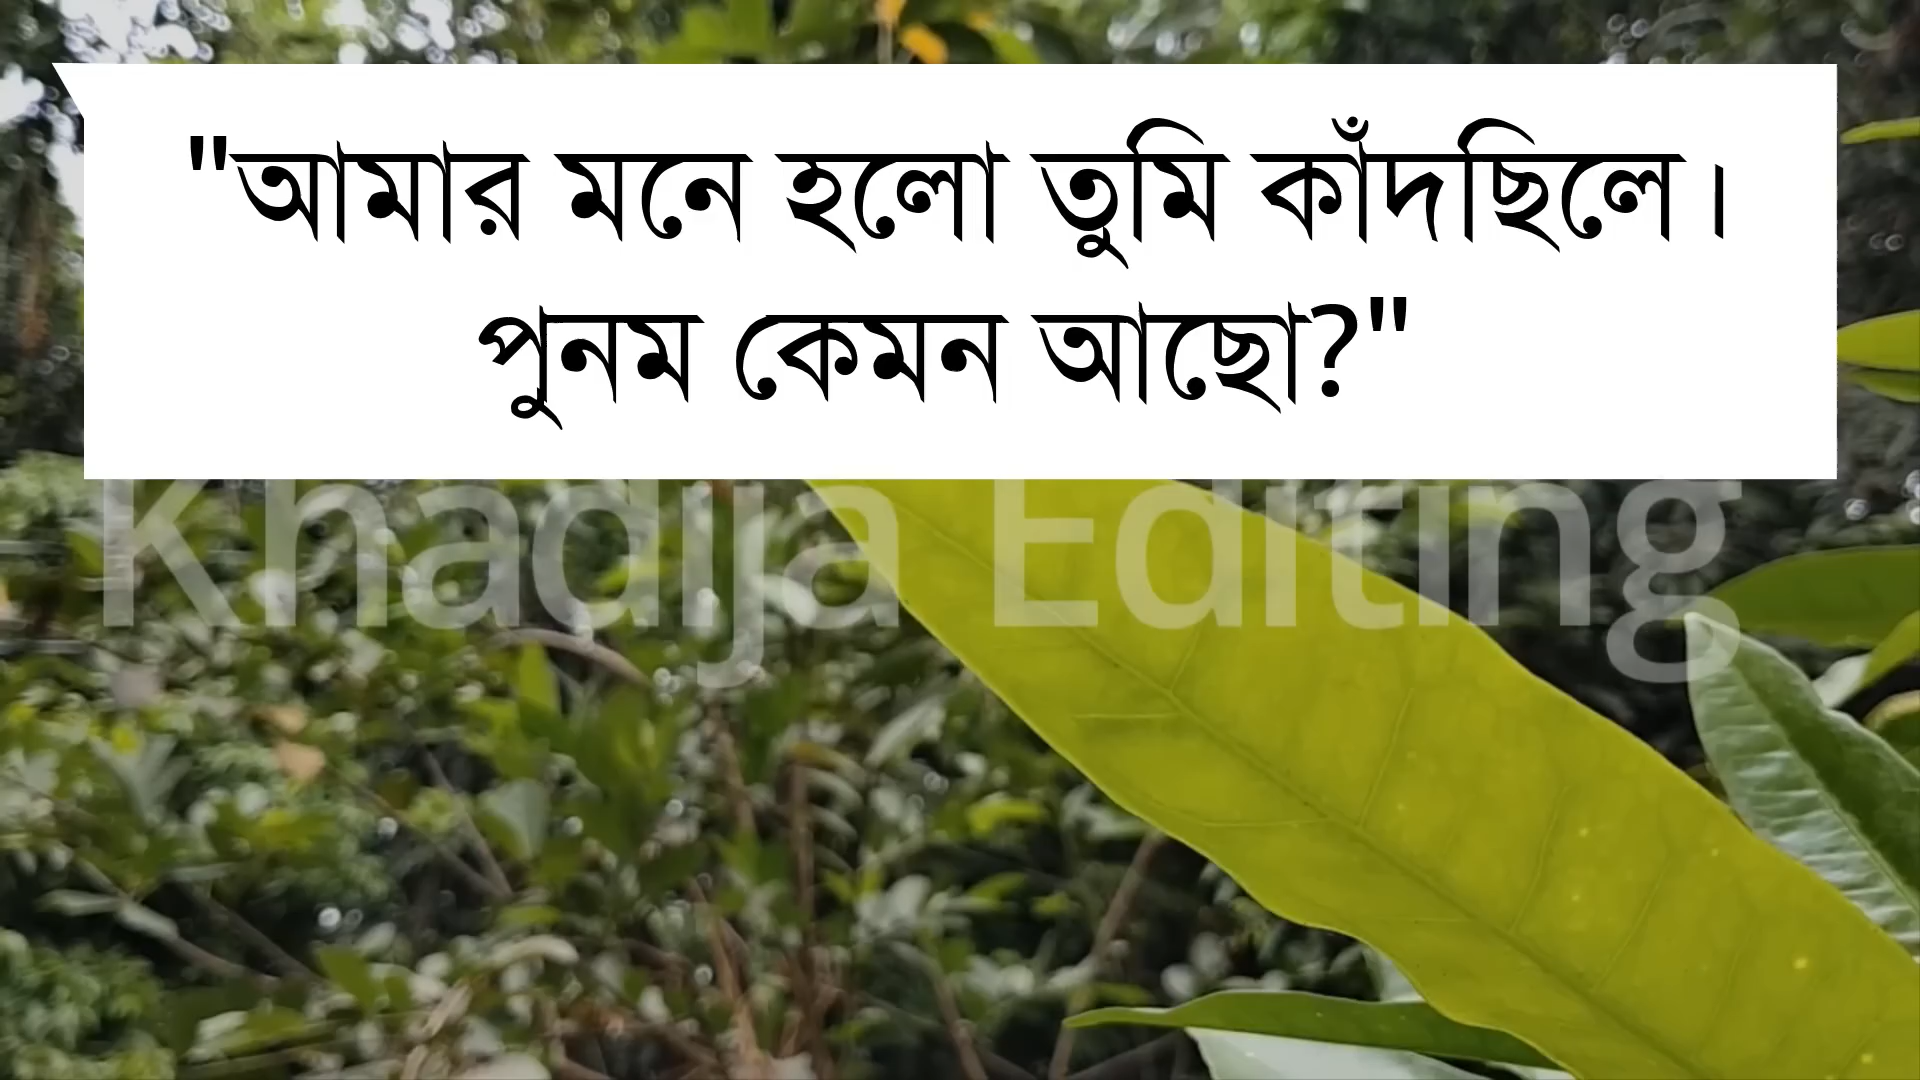 "আমার মনে হলো তুমি কাঁদছিলে।
পুনম কেমন আছো?"
Khadija Editing